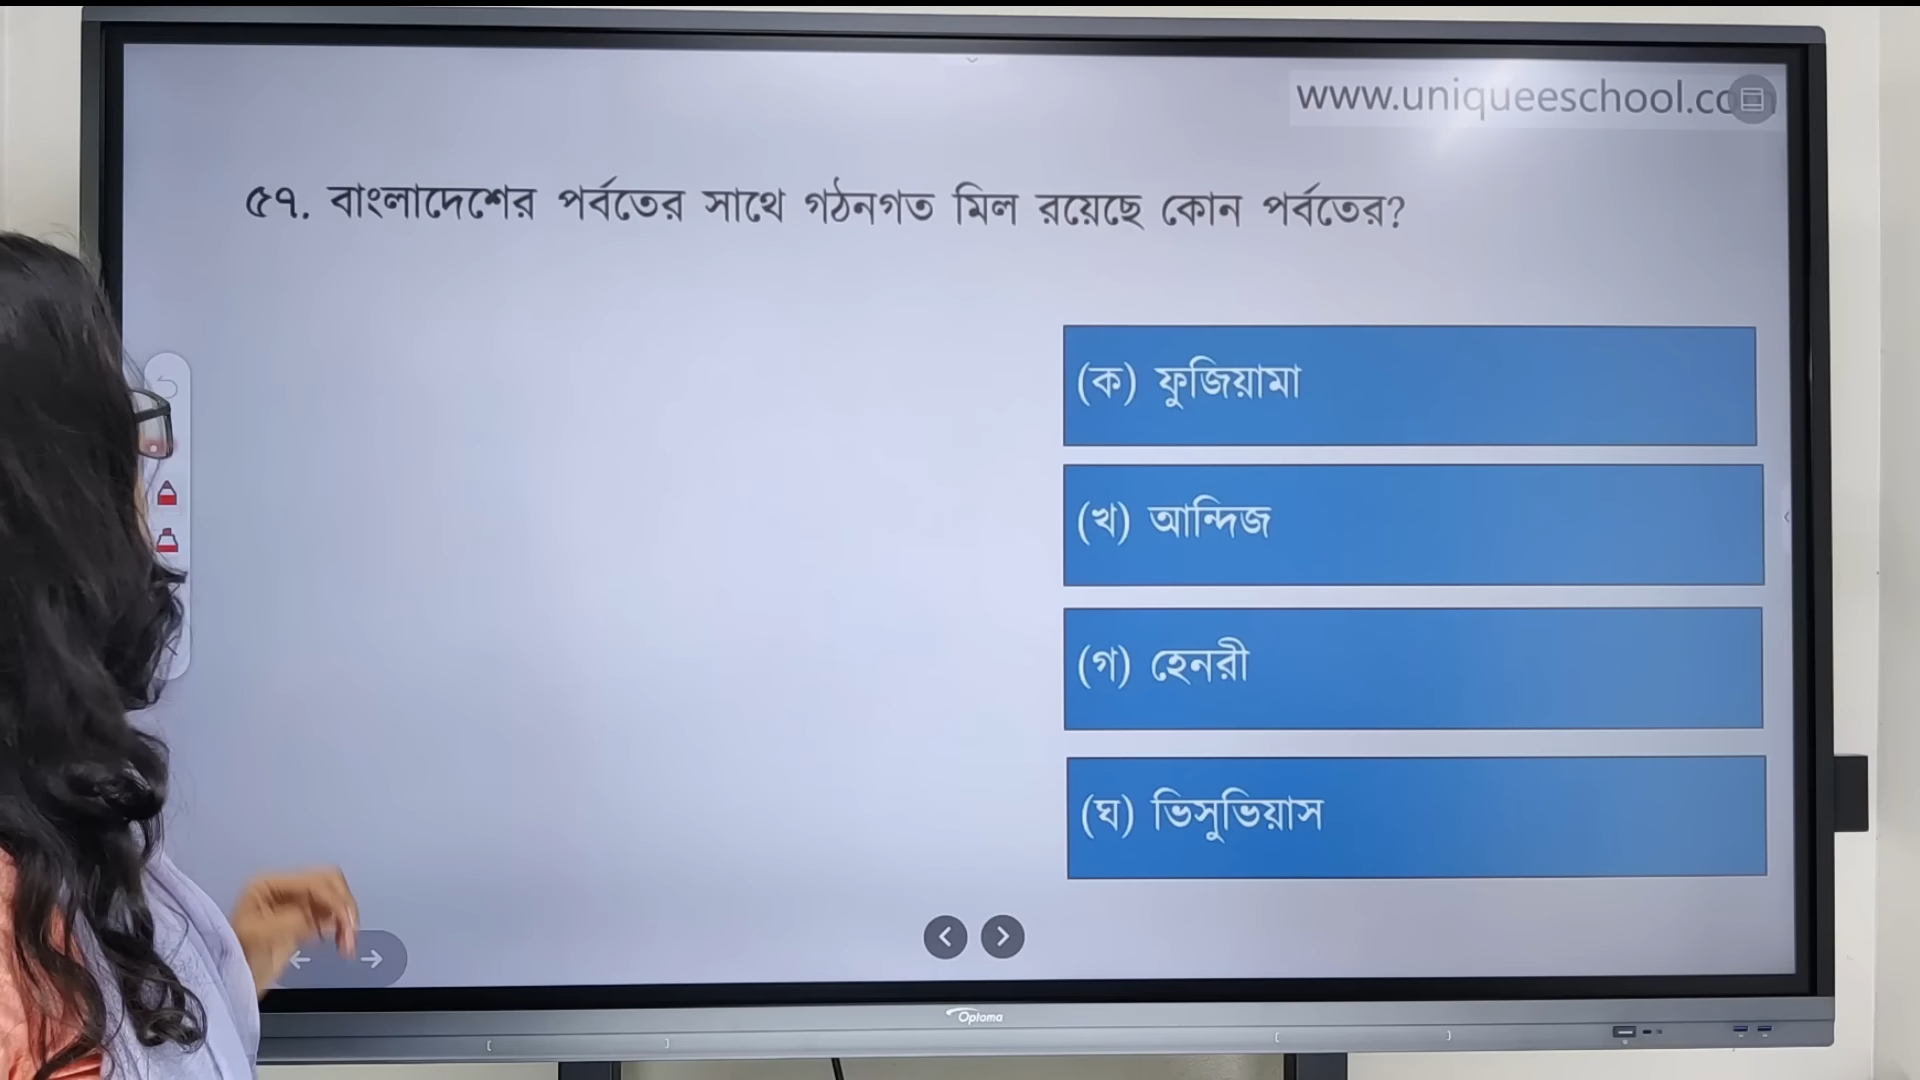 www.uniqueeschool.co
৫৭. বাংলাদেশের পর্বতের সাথে গঠনগত মিল রয়েছে কোন পর্বতের?
(ক) ফুজিয়ামা
(খ) আন্দিজ
(গ) হেনরী
(ঘ) ভিসুভিয়াস
Optoma